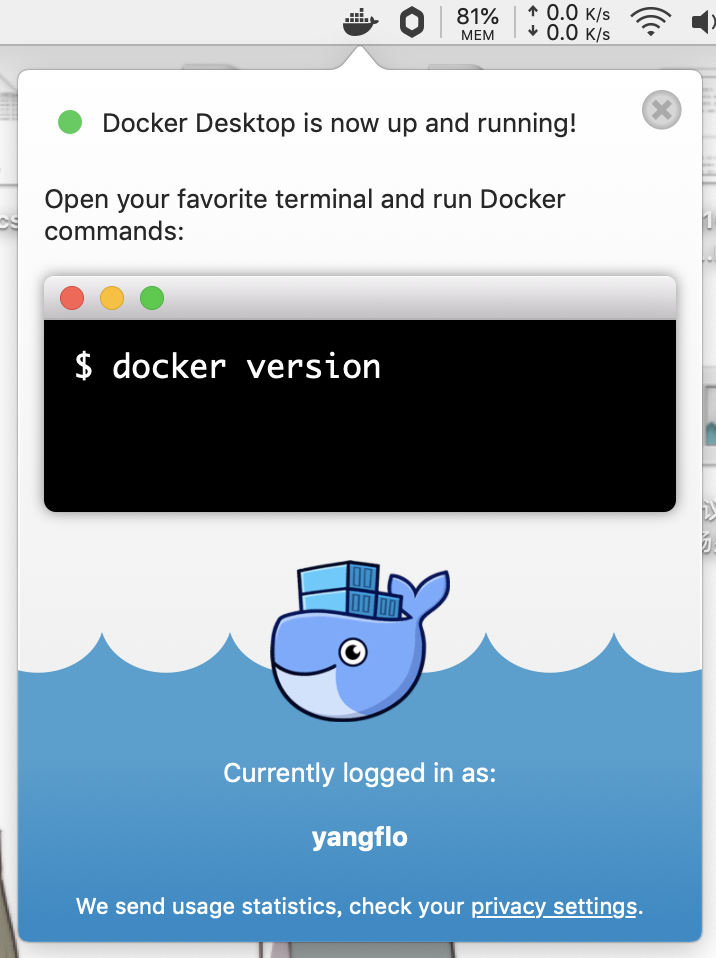 81%
MEM
↑ 0.0 K/s
↓ 0.0 K/s
Docker Desktop is now up and running!
Open your favorite terminal and run Docker
commands:
$ docker version
Currently logged in as:
yangflo
We send usage statistics, check your privacy settings.